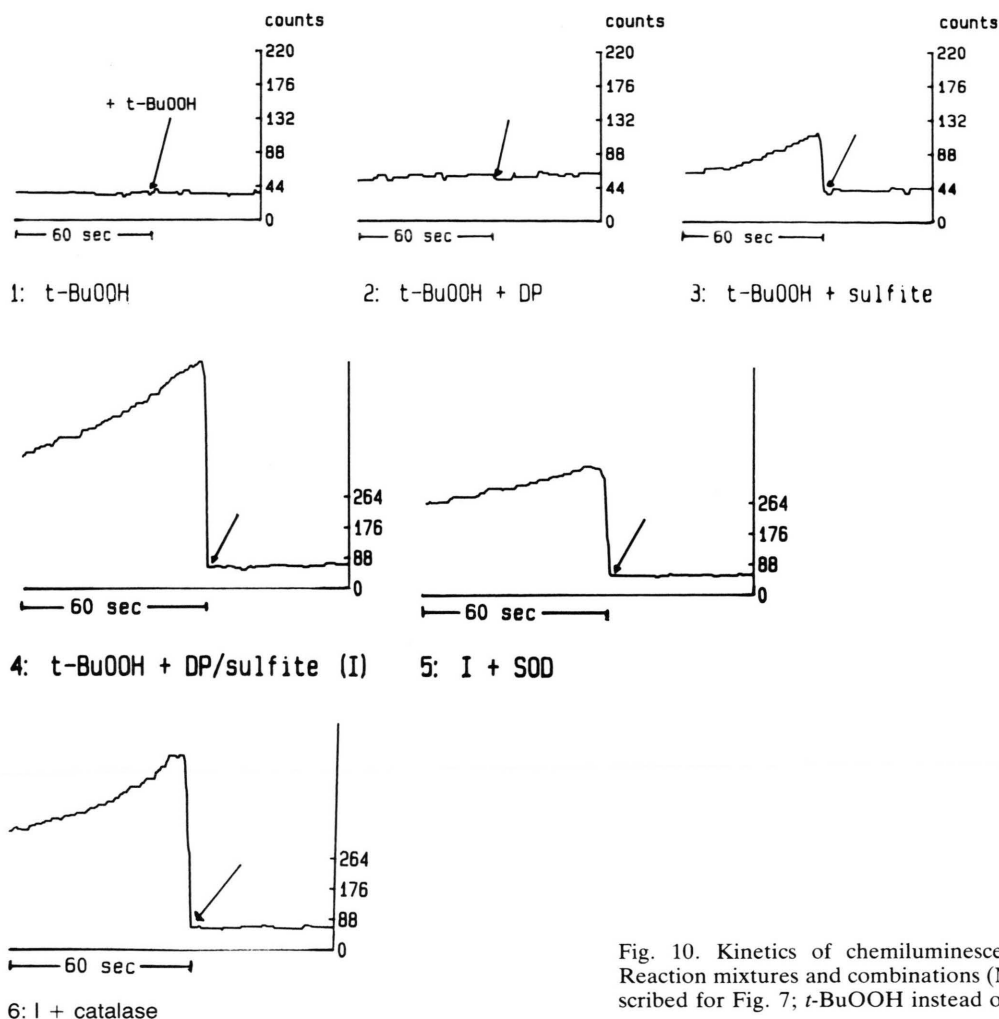 counts
220
176
132
88
44
0
+ t-BuOOH
60 sec
1: t-BuOOH
counts
220
176
132
88
44
0
60 sec
2: t-BuOOH + DP
counts
220
176
132
88
44
0
60 sec
3: t-BuOOH + sulfite
264
176
88
0
60 sec
4: t-BuOOH + DP/sulfite (I)
264
176
88
0
60 sec
5: I + SOD
264
176
88
0
60 sec
6: I + catalase
Fig. 10. Kinetics of chemiluminesce
Reaction mixtures and combinations (
scribed for Fig. 7; t-BuOOH instead o